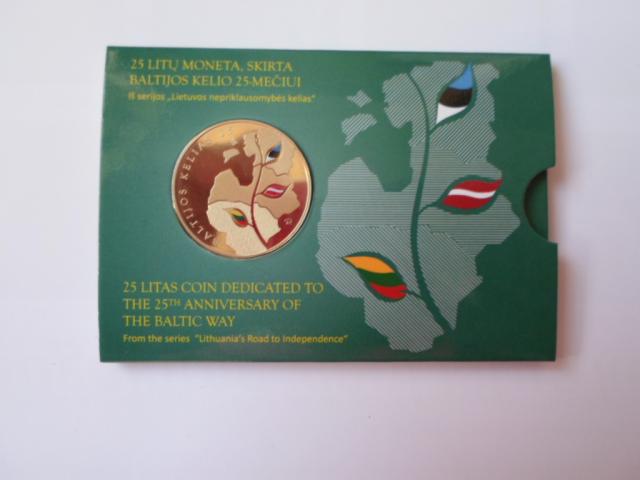 25 LITŲ MONETA, SKIRTA
BALTIJOS KELIO 25-MEČIUI
Iš serijos „Lietuvos nepriklausomybės kelias“
BALTIJOS KELIAS
25 LITAS COIN DEDICATED TO
THE 25TH ANNIVERSARY OF
THE BALTIC WAY
From the series "Lithuania's Road to Independence"